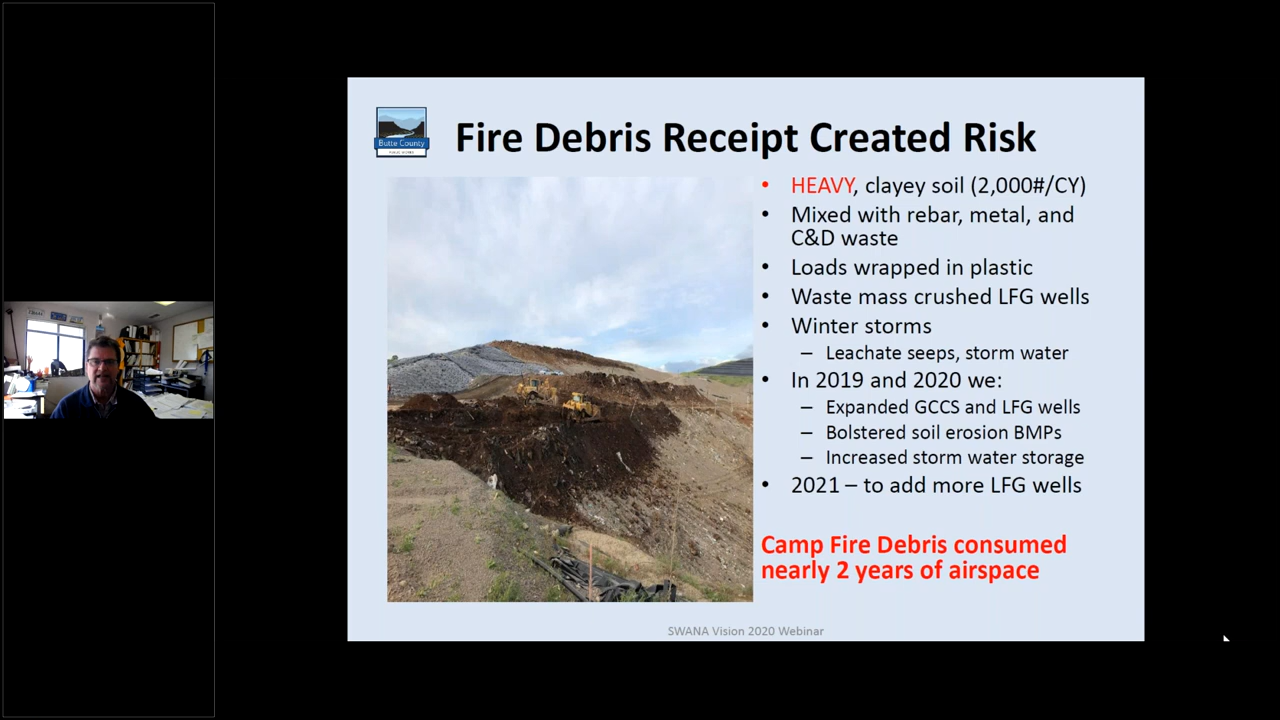 Butte County
PUBLIC WORKS
Fire Debris Receipt Created Risk
• HEAVY, clayey soil (2,000#/CY)
• Mixed with rebar, metal, and
C&D waste
• Loads wrapped in plastic
• Waste mass crushed LFG wells
• Winter storms
– Leachate seeps, storm water
• In 2019 and 2020 we:
– Expanded GCCS and LFG wells
– Bolstered soil erosion BMPs
– Increased storm water storage
• 2021 – to add more LFG wells
Camp Fire Debris consumed
nearly 2 years of airspace
SWANA Vision 2020 Webinar